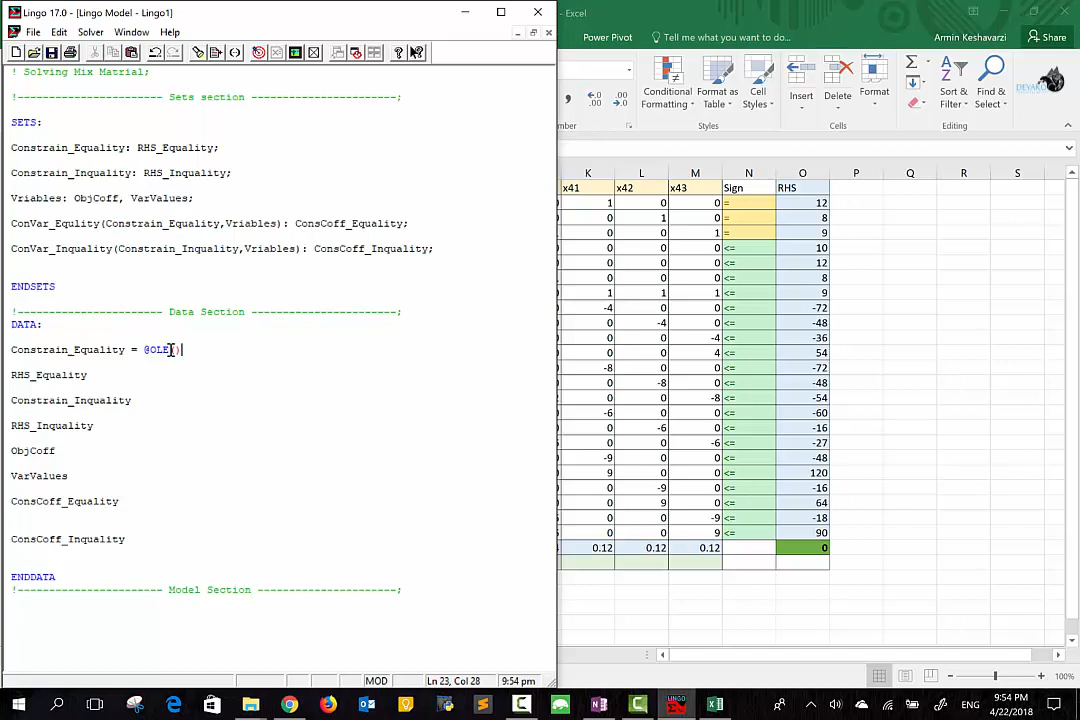 Lingo 17.0 - [Lingo Model - Lingo1]
File Edit Solver Window Help
! Solving Mix Matrial;
!----------------------- Sets section -----------------------;
SETS:
Constrain_Equality: RHS_Equality;
Constrain_Inquality: RHS_Inquality;
Vriables: ObjCoff, VarValues;
ConVar_Equlity(Constrain_Equality,Vriables): ConsCoff_Equality;
ConVar_Inquality(Constrain_Inquality,Vriables): ConsCoff_Inquality;
ENDSETS
!----------------------- Data Section -----------------------;
DATA:
Constrain_Equality = @OLE()
RHS_Equality
Constrain_Inquality
RHS_Inquality
ObjCoff
VarValues
ConsCoff_Equality
ConsCoff_Inquality
ENDDATA
!----------------------- Model Section -----------------------;
MOD Ln 23, Col 28 9:54 pm
- Excel
Power Pivot Tell me what you want to do... Armin Keshavarzi Share
Conditional Formatting Format as Table Cell Styles Insert Delete Format Sort & Filter Find & Select
DEYAKO
mber Styles Cells Editing
K L M N O P Q R S
x41 x42 x43 Sign RHS
1 0 0 = 12
0 1 0 = 8
0 0 1 = 9
0 0 0 <= 10
0 0 0 <= 12
0 0 0 <= 8
1 1 1 <= 9
-4 0 0 <= -72
0 -4 0 <= -48
0 0 -4 <= -36
0 0 4 <= 54
-8 0 0 <= -72
0 -8 0 <= -48
0 0 -8 <= -54
-6 0 0 <= -60
0 -6 0 <= -16
0 0 -6 <= -27
-9 0 0 <= -48
9 0 0 <= 120
0 -9 0 <= -16
0 9 0 <= 64
0 0 -9 <= -18
0 0 9 <= 90
0.12 0.12 0.12 0
100%
ENG 9:54 PM
4/22/2018